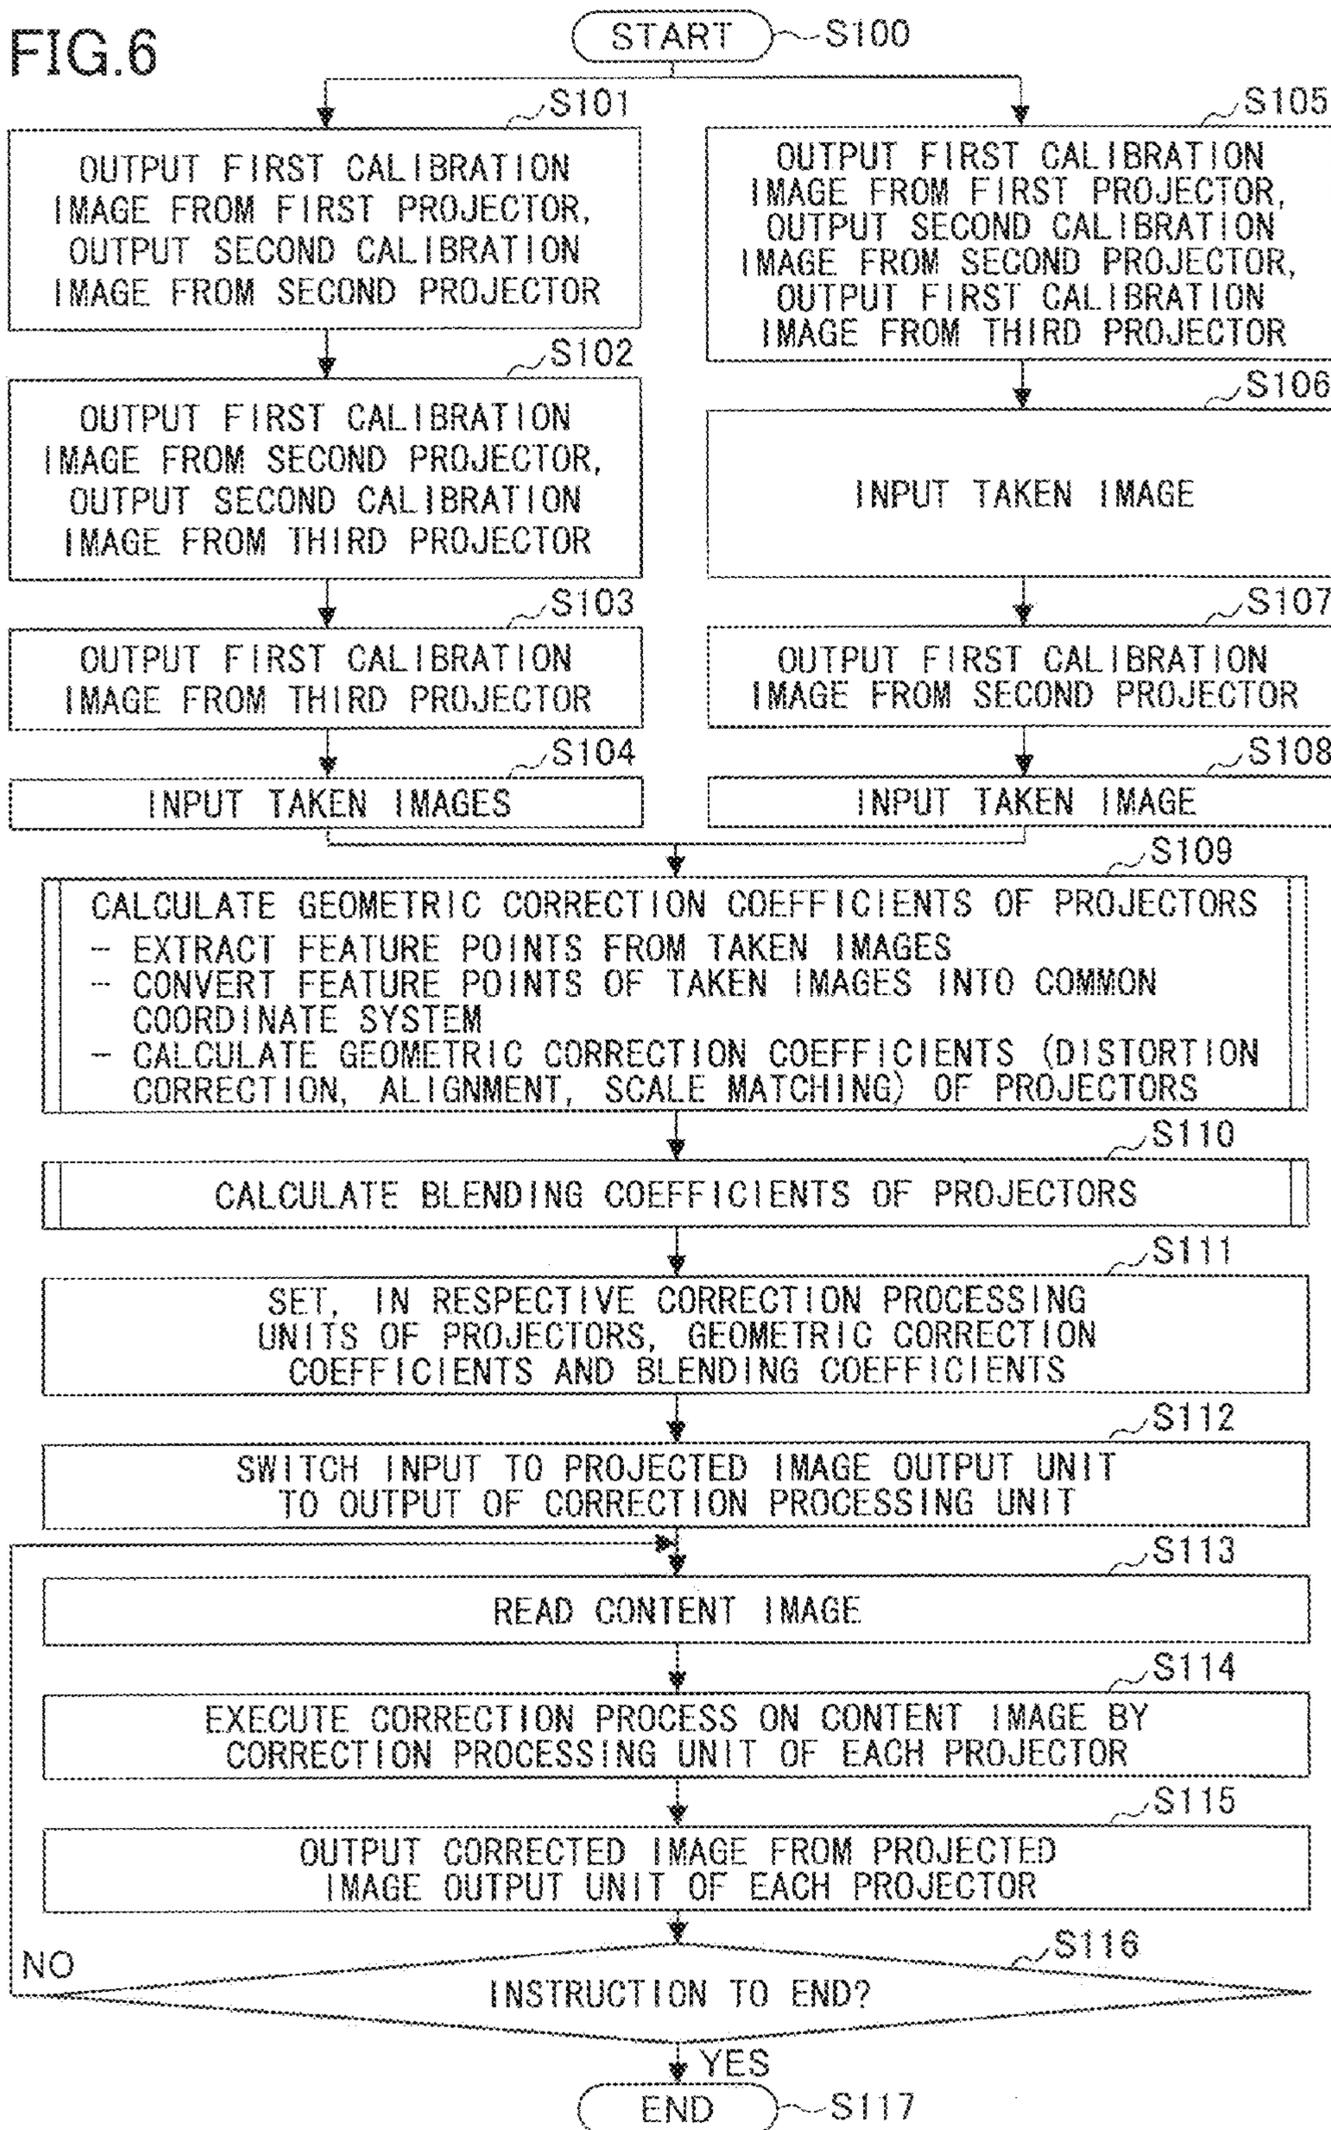 FIG.6
START
S100
S101
OUTPUT FIRST CALIBRATION
IMAGE FROM FIRST PROJECTOR,
OUTPUT SECOND CALIBRATION
IMAGE FROM SECOND PROJECTOR
S102
OUTPUT FIRST CALIBRATION
IMAGE FROM SECOND PROJECTOR,
OUTPUT SECOND CALIBRATION
IMAGE FROM THIRD PROJECTOR
S103
OUTPUT FIRST CALIBRATION
IMAGE FROM THIRD PROJECTOR
S104
INPUT TAKEN IMAGES
S105
OUTPUT FIRST CALIBRATION
IMAGE FROM FIRST PROJECTOR,
OUTPUT SECOND CALIBRATION
IMAGE FROM SECOND PROJECTOR,
OUTPUT FIRST CALIBRATION
IMAGE FROM THIRD PROJECTOR
S106
INPUT TAKEN IMAGE
S107
OUTPUT FIRST CALIBRATION
IMAGE FROM SECOND PROJECTOR
S108
INPUT TAKEN IMAGE
S109
CALCULATE GEOMETRIC CORRECTION COEFFICIENTS OF PROJECTORS
- EXTRACT FEATURE POINTS FROM TAKEN IMAGES
- CONVERT FEATURE POINTS OF TAKEN IMAGES INTO COMMON
COORDINATE SYSTEM
- CALCULATE GEOMETRIC CORRECTION COEFFICIENTS (DISTORTION
CORRECTION, ALIGNMENT, SCALE MATCHING) OF PROJECTORS
S110
CALCULATE BLENDING COEFFICIENTS OF PROJECTORS
S111
SET, IN RESPECTIVE CORRECTION PROCESSING
UNITS OF PROJECTORS, GEOMETRIC CORRECTION
COEFFICIENTS AND BLENDING COEFFICIENTS
S112
SWITCH INPUT TO PROJECTED IMAGE OUTPUT UNIT
TO OUTPUT OF CORRECTION PROCESSING UNIT
S113
READ CONTENT IMAGE
S114
EXECUTE CORRECTION PROCESS ON CONTENT IMAGE BY
CORRECTION PROCESSING UNIT OF EACH PROJECTOR
S115
OUTPUT CORRECTED IMAGE FROM PROJECTED
IMAGE OUTPUT UNIT OF EACH PROJECTOR
S116
NO
INSTRUCTION TO END?
YES
END
S117